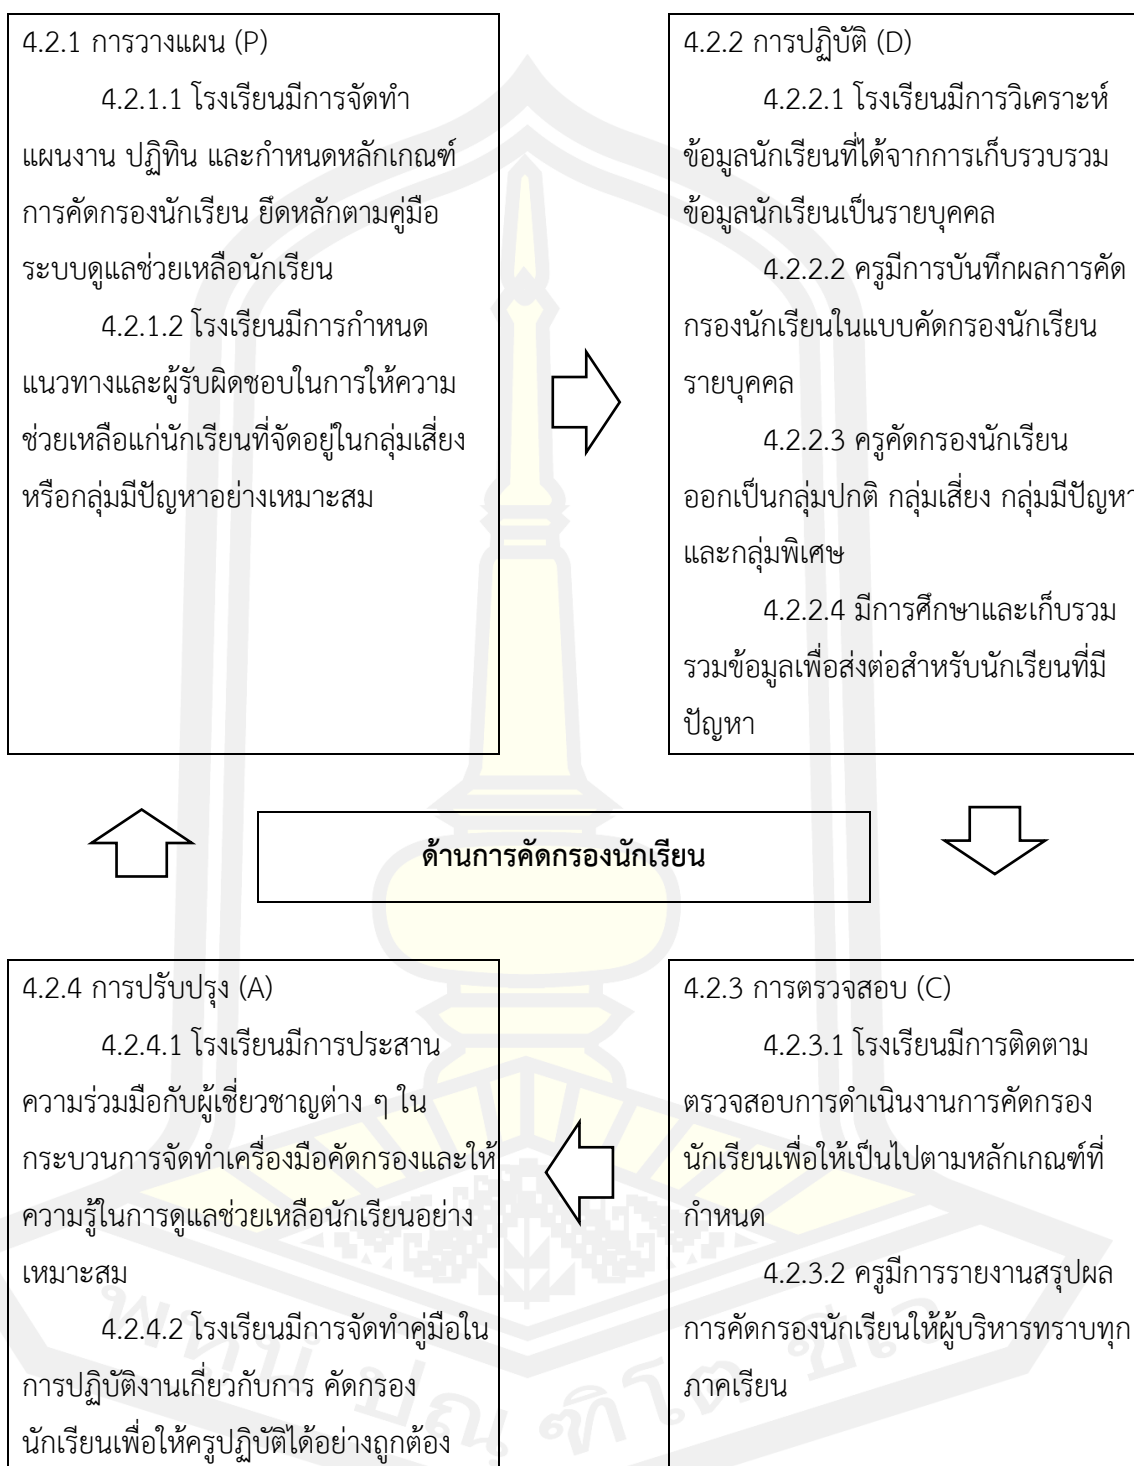 4.2.1 การวางแผน (P)
4.2.1.1 โรงเรียนมีการจัดทำ
แผนงาน ปฏิทิน และกำหนดหลักเกณฑ์
การคัดกรองนักเรียน ยึดหลักตามคู่มือ
ระบบดูแลช่วยเหลือนักเรียน
4.2.1.2 โรงเรียนมีการกำหนด
แนวทางและผู้รับผิดชอบในการให้ความ
ช่วยเหลือแก่นักเรียนที่จัดอยู่ในกลุ่มเสี่ยง
หรือกลุ่มมีปัญหาอย่างเหมาะสม
4.2.2 การปฏิบัติ (D)
4.2.2.1 โรงเรียนมีการวิเคราะห์
ข้อมูลนักเรียนที่ได้จากการเก็บรวบรวม
ข้อมูลนักเรียนเป็นรายบุคคล
4.2.2.2 ครูมีการบันทึกผลการคัด
กรองนักเรียนในแบบคัดกรองนักเรียน
รายบุคคล
4.2.2.3 ครูคัดกรองนักเรียน
ออกเป็นกลุ่มปกติ กลุ่มเสี่ยง กลุ่มมีปัญหา
และกลุ่มพิเศษ
4.2.2.4 มีการศึกษาและเก็บรวม
รวมข้อมูลเพื่อส่งต่อสำหรับนักเรียนที่มี
ปัญหา
ด้านการคัดกรองนักเรียน
4.2.4 การปรับปรุง (A)
4.2.4.1 โรงเรียนมีการประสาน
ความร่วมมือกับผู้เชี่ยวชาญต่าง ๆ ใน
กระบวนการจัดทำเครื่องมือคัดกรองและให้
ความรู้ในการดูแลช่วยเหลือนักเรียนอย่าง
เหมาะสม
4.2.4.2 โรงเรียนมีการจัดทำคู่มือใน
การปฏิบัติงานเกี่ยวกับการ คัดกรอง
นักเรียนเพื่อให้ครูปฏิบัติได้อย่างถูกต้อง
4.2.3 การตรวจสอบ (C)
4.2.3.1 โรงเรียนมีการติดตาม
ตรวจสอบการดำเนินงานการคัดกรอง
นักเรียนเพื่อให้เป็นไปตามหลักเกณฑ์ที่
กำหนด
4.2.3.2 ครูมีการรายงานสรุปผล
การคัดกรองนักเรียนให้ผู้บริหารทราบทุก
ภาคเรียน
พหูนํ ปณฺฑิโต ชีเว